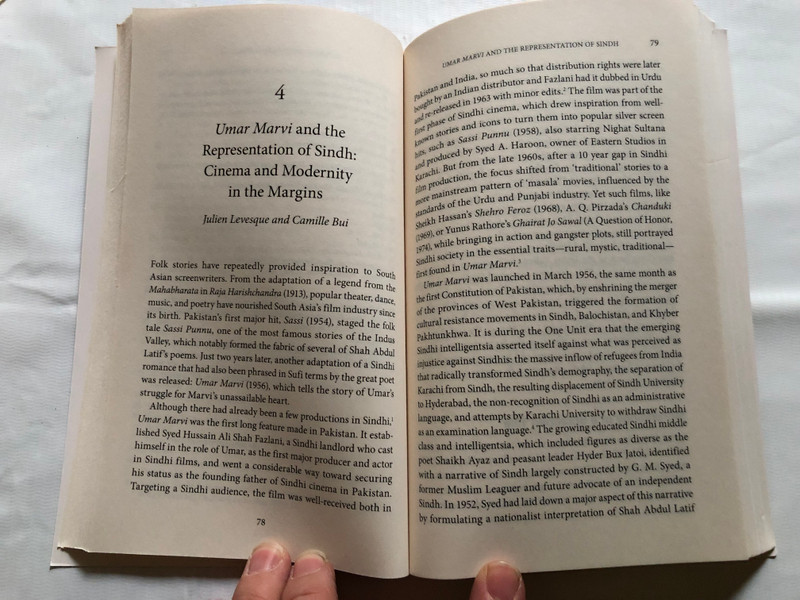 4
Umar Marvi and the
Representation of Sindh:
Cinema and Modernity
in the Margins
Julien Levesque and Camille Bui
Folk stories have repeatedly provided inspiration to South
Asian screenwriters. From the adaptation of a legend from the
Mahabharata in Raja Harishchandra (1913), popular theater, dance,
music, and poetry have nourished South Asia's film industry since
its birth. Pakistan's first major hit, Sassi (1954), staged the folk
tale Sassi Punnu, one of the most famous stories of the Indus
Valley, which notably formed the fabric of several of Shah Abdul
Latif's poems. Just two years later, another adaptation of a Sindhi
romance that had also been phrased in Sufi terms by the great poet
was released: Umar Marvi (1956), which tells the story of Umar's
struggle for Marvi's unassailable heart.
Although there had already been a few productions in Sindhi,¹
Umar Marvi was the first long feature made in Pakistan. It estab-
lished Syed Hussain Ali Shah Fazlani, a Sindhi landlord who cast
himself in the role of Umar, as the first major producer and actor
in Sindhi films, and went a considerable way toward securing
his status as the founding father of Sindhi cinema in Pakistan.
Targeting a Sindhi audience, the film was well-received both in
78
UMAR MARVI AND THE REPRESENTATION OF SINDH 79
Pakistan and India, so much so that distribution rights were later
bought by an Indian distributor and Fazlani had it dubbed in Urdu
and re-released in 1963 with minor edits.² The film was part of the
first phase of Sindhi cinema, which drew inspiration from well-
known stories and icons to turn them into popular silver screen
hits, such as Sassi Punnu (1958), also starring Nighat Sultana
and produced by Syed A. Haroon, owner of Eastern Studios in
Karachi. But from the late 1960s, after a 10 year gap in Sindhi
film production, the focus shifted from 'traditional' stories to a
more mainstream pattern of 'masala' movies, influenced by the
standards of the Urdu and Punjabi industry. Yet such films, like
Sheikh Hassan's Shehro Feroz (1968), A. Q. Pirzada's Chanduki
(1969), or Yunus Rathore's Ghairat Jo Sawal (A Question of Honor,
1974), while bringing in action and gangster plots, still portrayed
Sindhi society in the essential traits—rural, mystic, traditional—
first found in Umar Marvi.³
Umar Marvi was launched in March 1956, the same month as
the first Constitution of Pakistan, which, by enshrining the merger
of the provinces of West Pakistan, triggered the formation of
cultural resistance movements in Sindh, Balochistan, and Khyber
Pakhtunkhwa. It is during the One Unit era that the emerging
Sindhi intelligentsia asserted itself against what was perceived as
injustice against Sindhis: the massive inflow of refugees from India
that radically transformed Sindh's demography, the separation of
Karachi from Sindh, the resulting displacement of Sindh University
to Hyderabad, the non-recognition of Sindhi as an administrative
language, and attempts by Karachi University to withdraw Sindhi
as an examination language.⁴ The growing educated Sindhi middle
class and intelligentsia, which included figures as diverse as the
poet Shaikh Ayaz and peasant leader Hyder Bux Jatoi, identified
with a narrative of Sindh largely constructed by G. M. Syed, a
former Muslim Leaguer and future advocate of an independent
Sindh. In 1952, Syed had laid down a major aspect of this narrative
by formulating a nationalist interpretation of Shah Abdul Latif